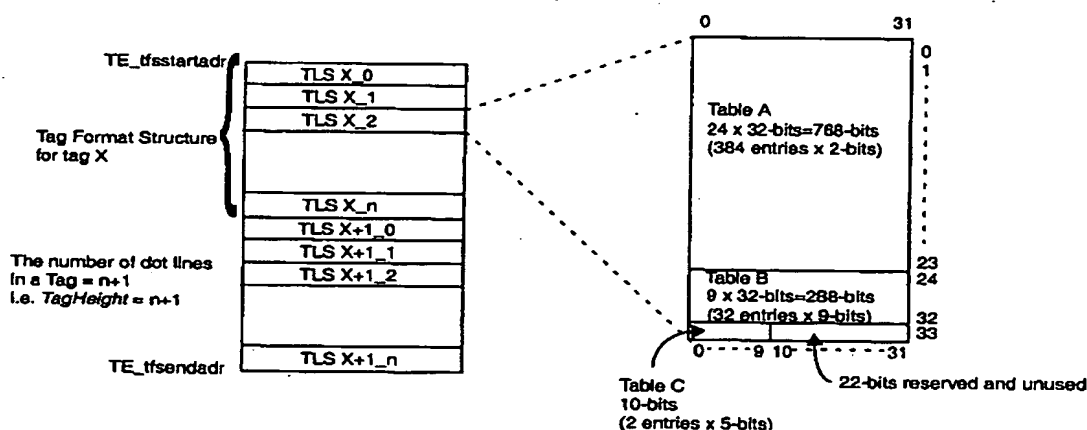 0 31
TE_tfsstartadr
TLS X_0
TLS X_1
TLS X_2
Tag Format Structure
for tag X
TLS X_n
TLS X+1_0
TLS X+1_1
TLS X+1_2
The number of dot lines
in a Tag = n+1
i.e. TagHeight = n+1
TE_tfsendadr
TLS X+1_n
0
1
Table A
24 x 32-bits=768-bits
(384 entries x 2-bits)
23
24
Table B
9 x 32-bits=288-bits
(32 entries x 9-bits)
32
33
0 9 10 31
Table C
10-bits
(2 entries x 5-bits)
22-bits reserved and unused